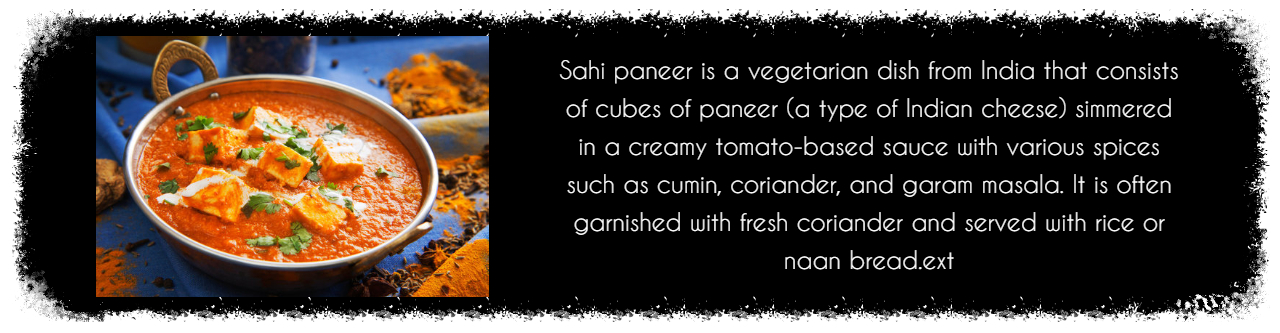 Sahi paneer is a vegetarian dish from India that consists
of cubes of paneer (a type of Indian cheese) simmered
in a creamy tomato-based sauce with various spices
such as cumin, coriander, and garam masala. It is often
garnished with fresh coriander and served with rice or
naan bread.ext